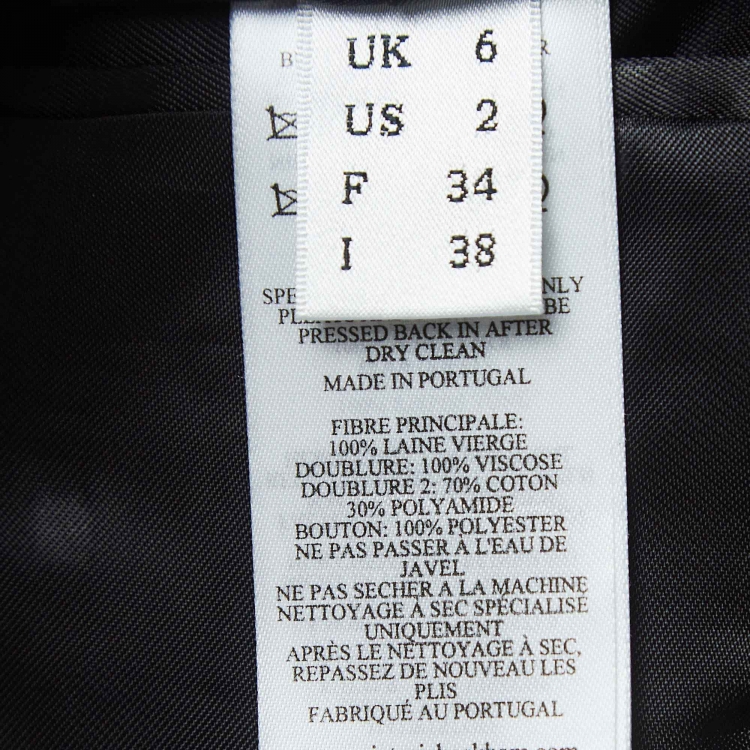 UK 6
US 2
F 34
I 38
NLY
BE
PRESSED BACK IN AFTER
DRY CLEAN
MADE IN PORTUGAL
FIBRE PRINCIPALE:
100% LAINE VIERGE
DOUBLURE: 100% VISCOSE
DOUBLURE 2: 70% COTON
30% POLYAMIDE
BOUTON: 100% POLYESTER
NE PAS PASSER À L'EAU DE
JAVEL
NE PAS SECHER A LA MACHINE
NETTOYAGE À SEC SPÉCIALISÉ
UNIQUEMENT
APRÈS LE NETTOYAGE À SEC,
REPASSEZ DE NOUVEAU LES
PLIS
FABRIQUÉ AU PORTUGAL